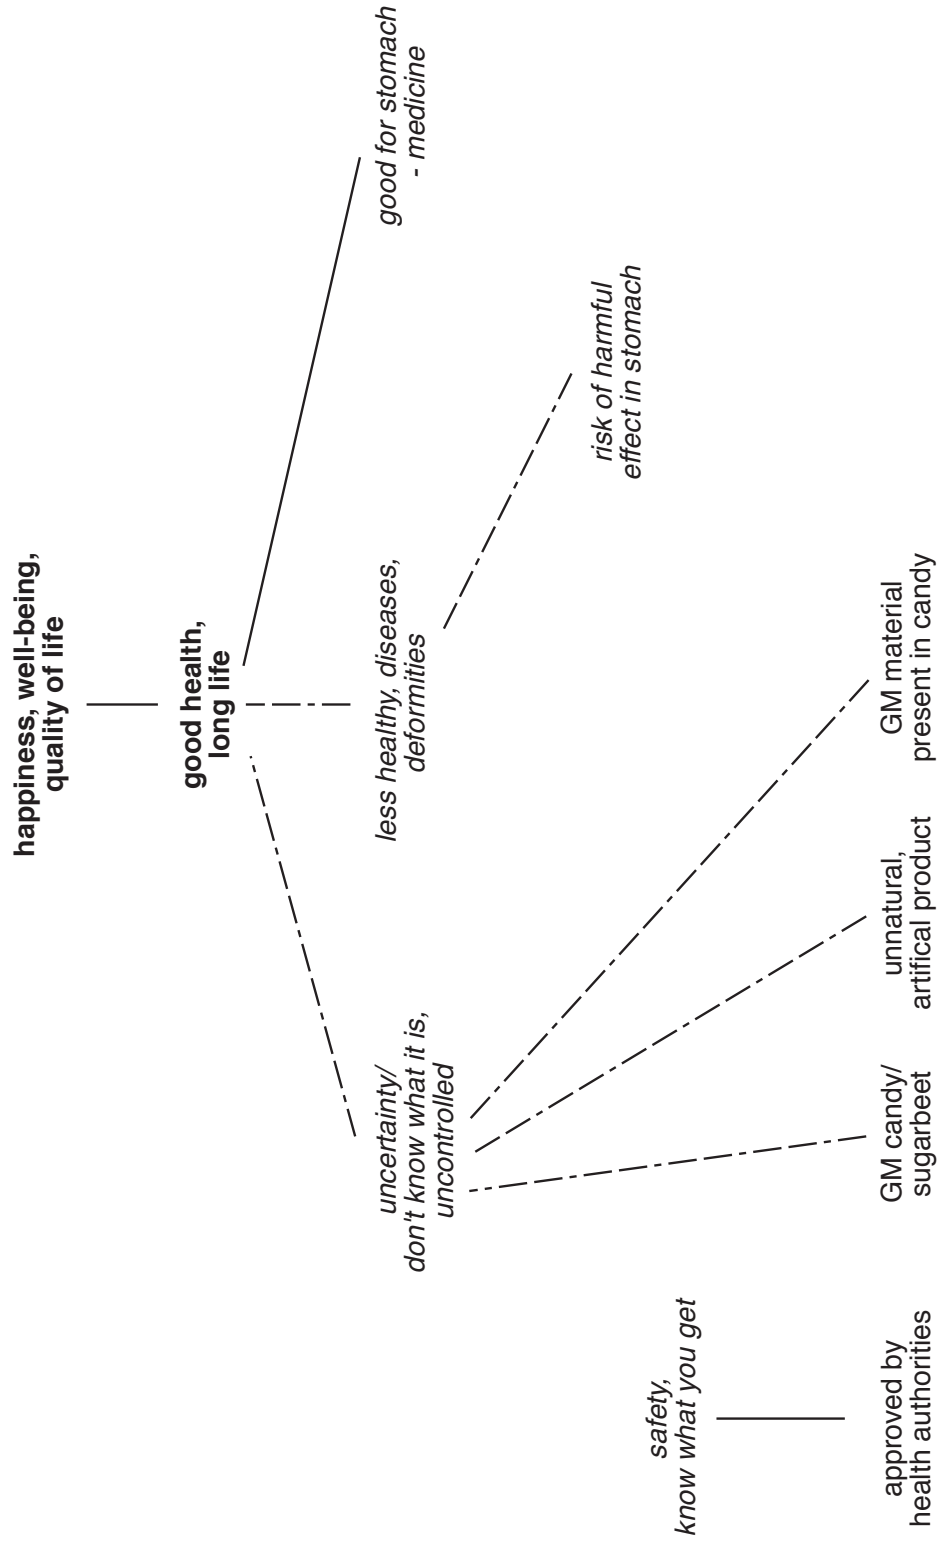 happiness, well-being,
quality of life
good health,
long life
uncertainty/
don't know what it is,
uncontrolled
less healthy, diseases,
deformities
good for stomach
- medicine
risk of harmful
effect in stomach
safety,
know what you get
approved by
health authorities
GM candy/
sugarbeet
unnatural,
artifical product
GM material
present in candy